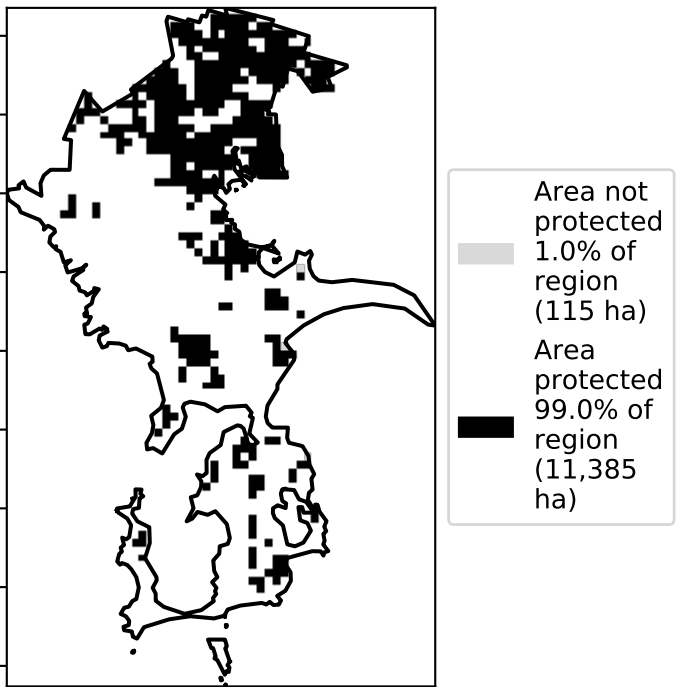 Area not
protected
1.0% of
region
(115 ha)
Area
protected
99.0% of
region
(11,385
ha)